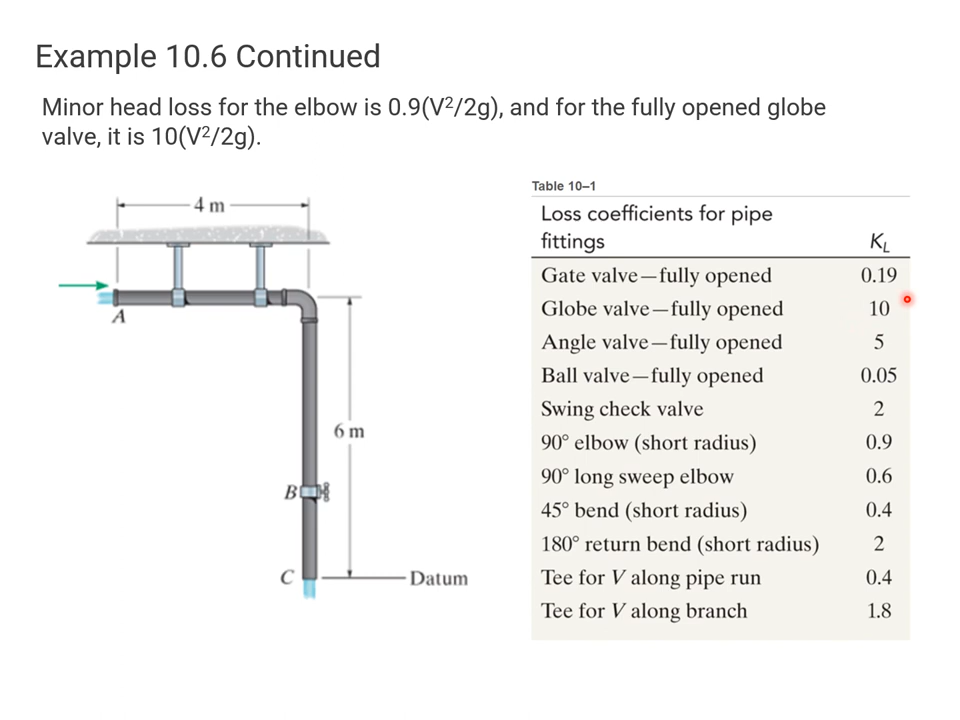 Example 10.6 Continued
Minor head loss for the elbow is 0.9(V²/2g), and for the fully opened globe
valve, it is 10(V²/2g).
4 m
A
6 m
B
C
Datum
Table 10–1
Loss coefficients for pipe
fittings K_L
Gate valve—fully opened 0.19
Globe valve—fully opened 10
Angle valve—fully opened 5
Ball valve—fully opened 0.05
Swing check valve 2
90° elbow (short radius) 0.9
90° long sweep elbow 0.6
45° bend (short radius) 0.4
180° return bend (short radius) 2
Tee for V along pipe run 0.4
Tee for V along branch 1.8